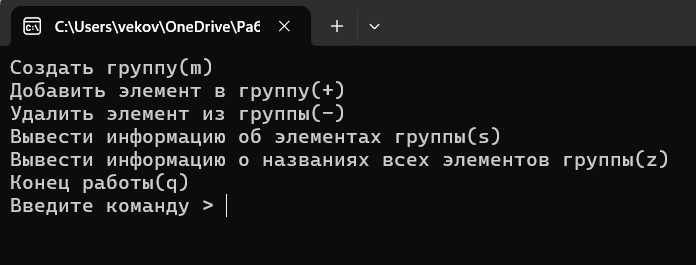 C:\Users\vekov\OneDrive\Раб
Создать группу(m)
Добавить элемент в группу(+)
Удалить элемент из группы(-)
Вывести информацию об элементах группы(s)
Вывести информацию о названиях всех элементов группы(z)
Конец работы(q)
Введите команду >